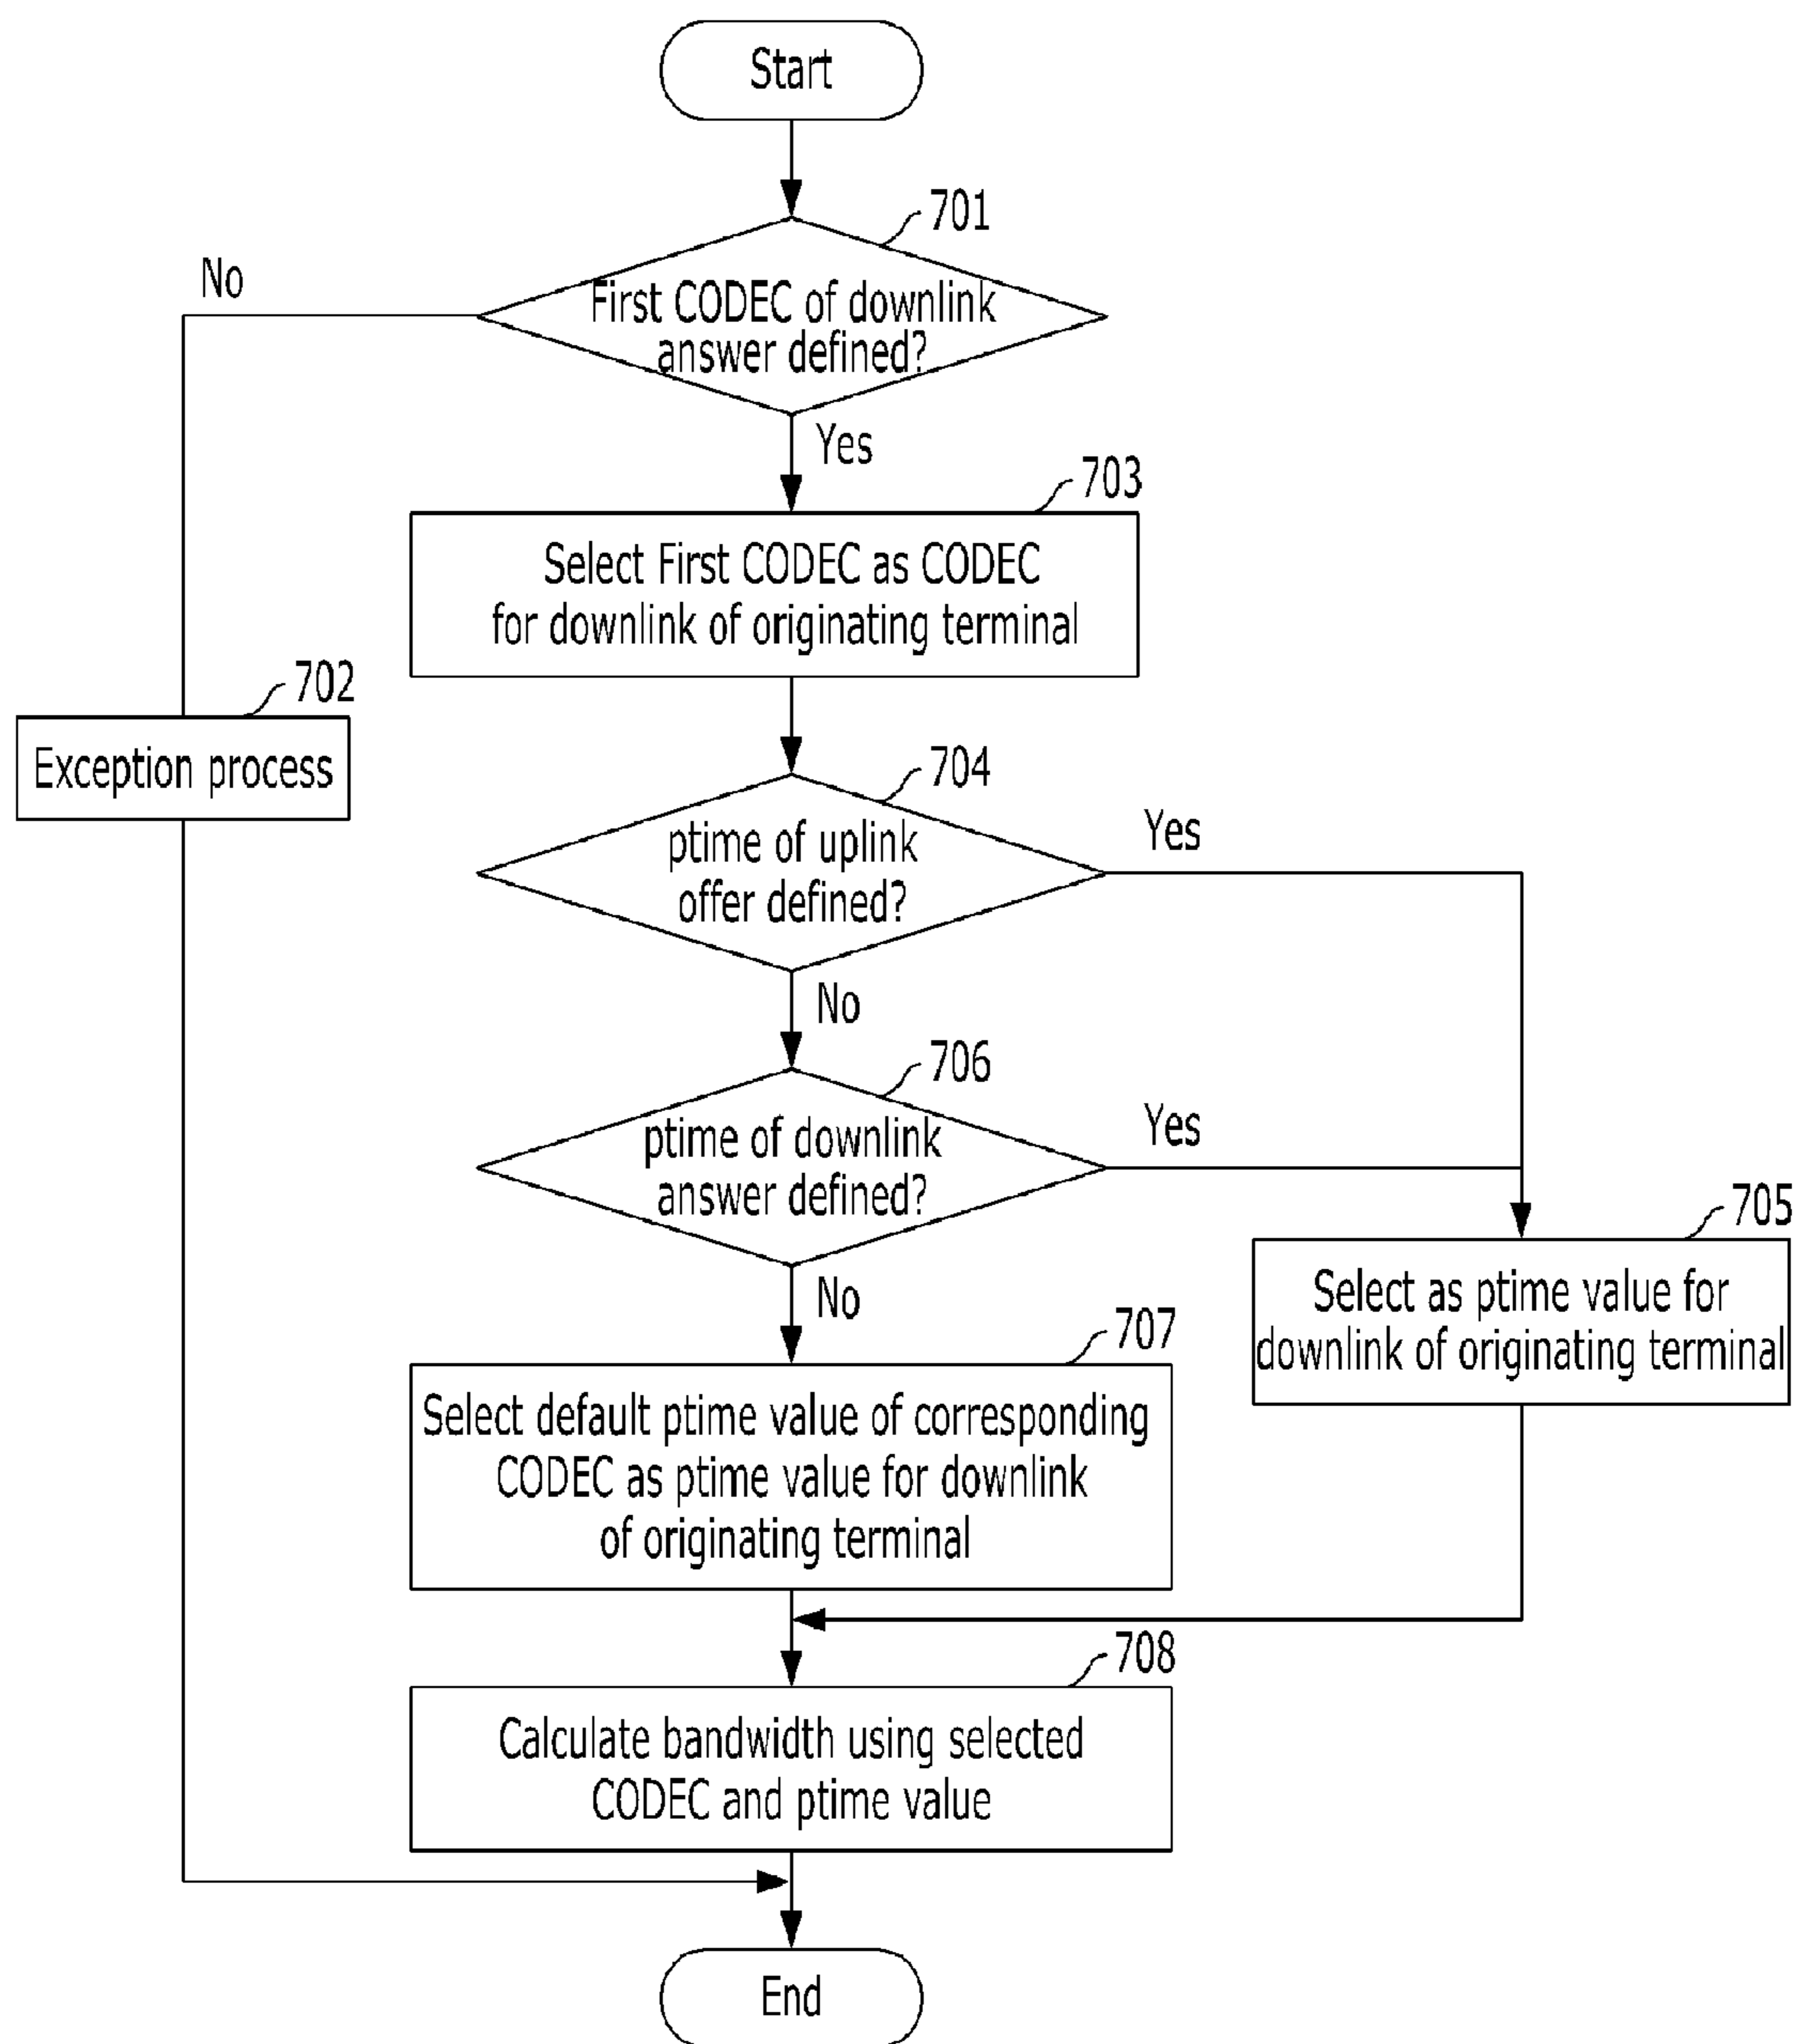 Start
701
No
First CODEC of downlink
answer defined?
Yes
703
Select First CODEC as CODEC
for downlink of originating terminal
702
Exception process
704
Yes
ptime of uplink
offer defined?
No
706
Yes
ptime of downlink
answer defined?
705
Select as ptime value for
downlink of originating terminal
No
707
Select default ptime value of corresponding
CODEC as ptime value for downlink
of originating terminal
708
Calculate bandwidth using selected
CODEC and ptime value
End